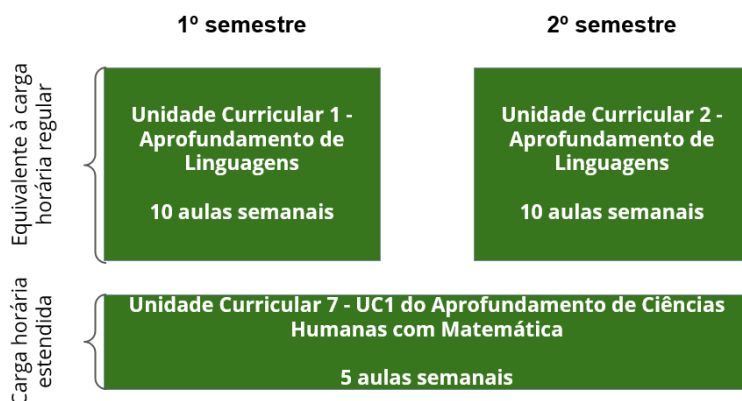 1º semestre
2º semestre
Equivalente à carga
horária regular
Unidade Curricular 1 -
Aprofundamento de
Linguagens
10 aulas semanais
Unidade Curricular 2 -
Aprofundamento de
Linguagens
10 aulas semanais
Carga horária
estendida
Unidade Curricular 7 - UC1 do Aprofundamento de Ciências
Humanas com Matemática
5 aulas semanais